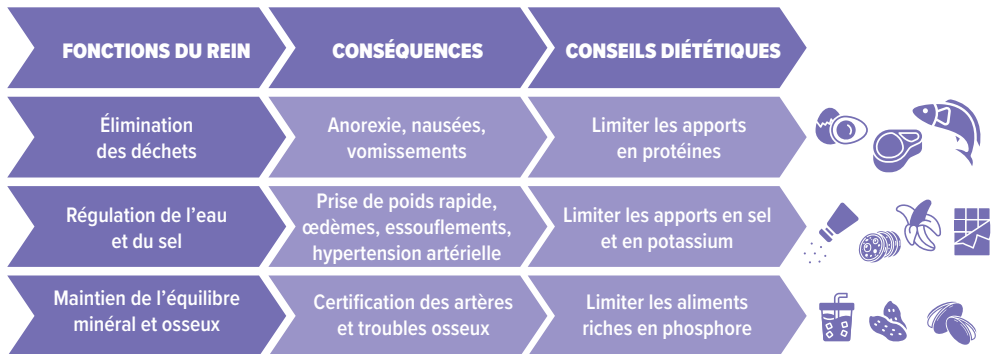 FONCTIONS DU REIN
CONSÉQUENCES
CONSEILS DIÉTÉTIQUES
Élimination
des déchets
Anorexie, nausées,
vomissements
Limiter les apports
en protéines
Régulation de l'eau
et du sel
Prise de poids rapide,
œdèmes, essouflements,
hypertension artérielle
Limiter les apports en sel
et en potassium
Maintien de l'équilibre
minéral et osseux
Certification des artères
et troubles osseux
Limiter les aliments
riches en phosphore